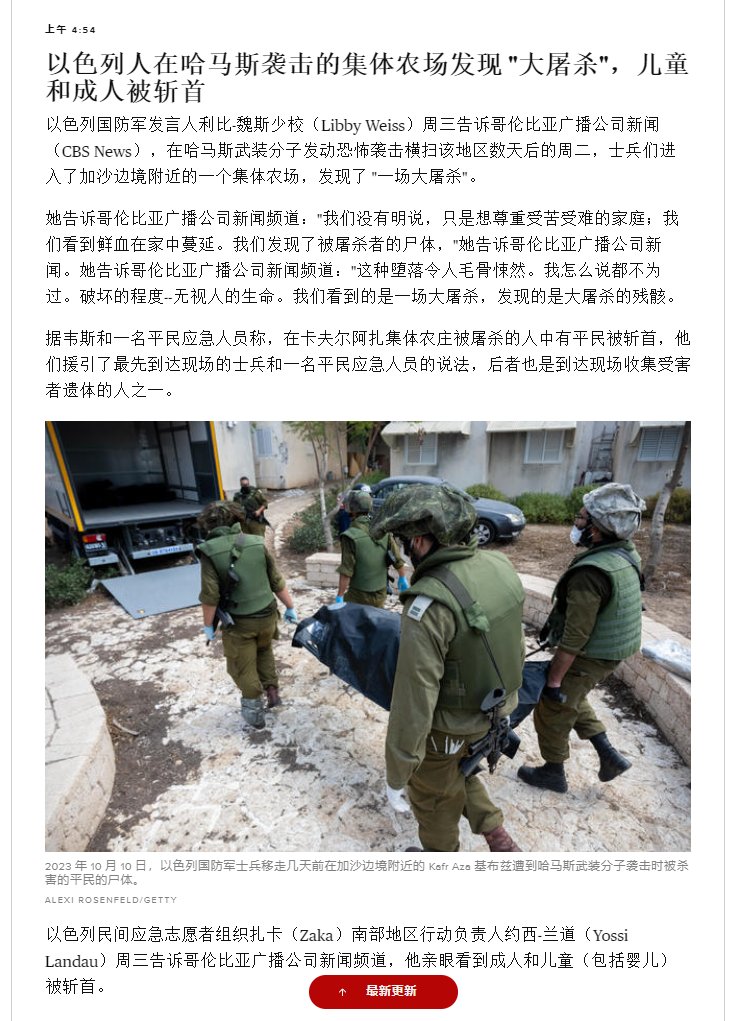 上午 4:54
以色列人在哈马斯袭击的集体农场发现 "大屠杀"，儿童
和成人被斩首
以色列国防军发言人利比-魏斯少校（Libby Weiss）周三告诉哥伦比亚广播公司新闻
（CBS News），在哈马斯武装分子发动恐怖袭击横扫该地区数天后的周二，士兵们进
入了加沙边境附近的一个集体农场，发现了 "一场大屠杀"。
她告诉哥伦比亚广播公司新闻频道："我们没有明说，只是想尊重受苦受难的家庭；我
们看到鲜血在家中蔓延。我们发现了被屠杀者的尸体，"她告诉哥伦比亚广播公司新
闻。她告诉哥伦比亚广播公司新闻频道："这种堕落令人毛骨悚然。我怎么说都不为
过。破坏的程度--无视人的生命。我们看到的是一场大屠杀，发现的是大屠杀的残骸。
据韦斯和一名平民应急人员称，在卡夫尔阿扎集体农庄被屠杀的人中有平民被斩首，他
们援引了最先到达现场的士兵和一名平民应急人员的说法，后者也是到达现场收集受害
者遗体的人之一。
2023 年 10 月 10 日，以色列国防军士兵移走几天前在加沙边境附近的 Kafr Aza 基布兹遭到哈马斯武装分子袭击时被杀
害的平民的尸体。
ALEXI ROSENFELD/GETTY
以色列民间应急志愿者组织扎卡（Zaka）南部地区行动负责人约西-兰道（Yossi
Landau）周三告诉哥伦比亚广播公司新闻频道，他亲眼看到成人和儿童（包括婴儿）
被斩首。
↑ 最新更新